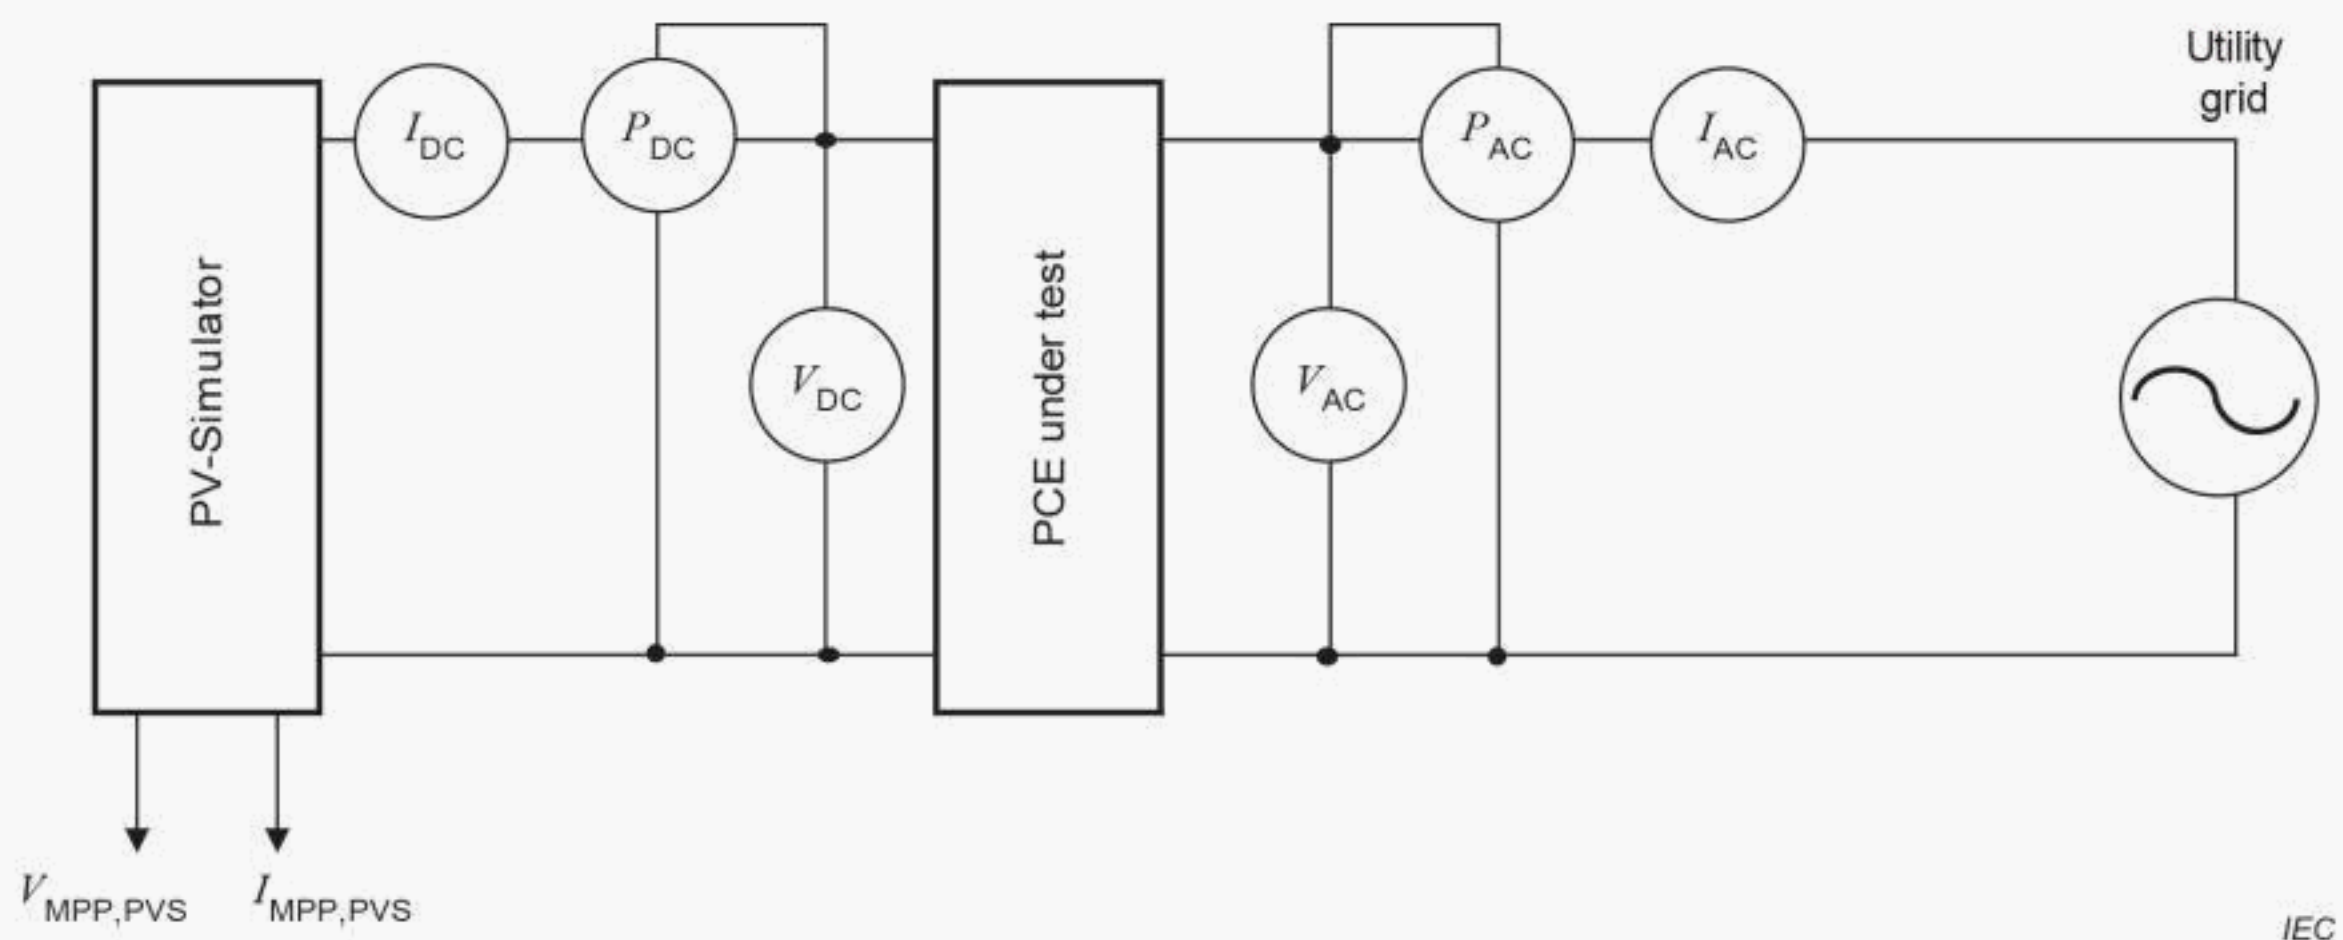 Utility
grid
I DC
P DC
P AC
I AC
PV-Simulator
PCE under test
V DC
V AC
V MPP,PVS
I MPP,PVS
IEC